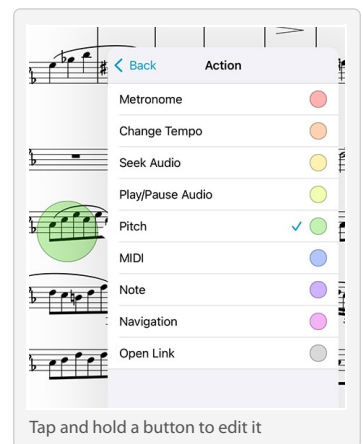 Back
Action
Metronome
Change Tempo
Seek Audio
Play/Pause Audio
Pitch
MIDI
Note
Navigation
Open Link
Tap and hold a button to edit it